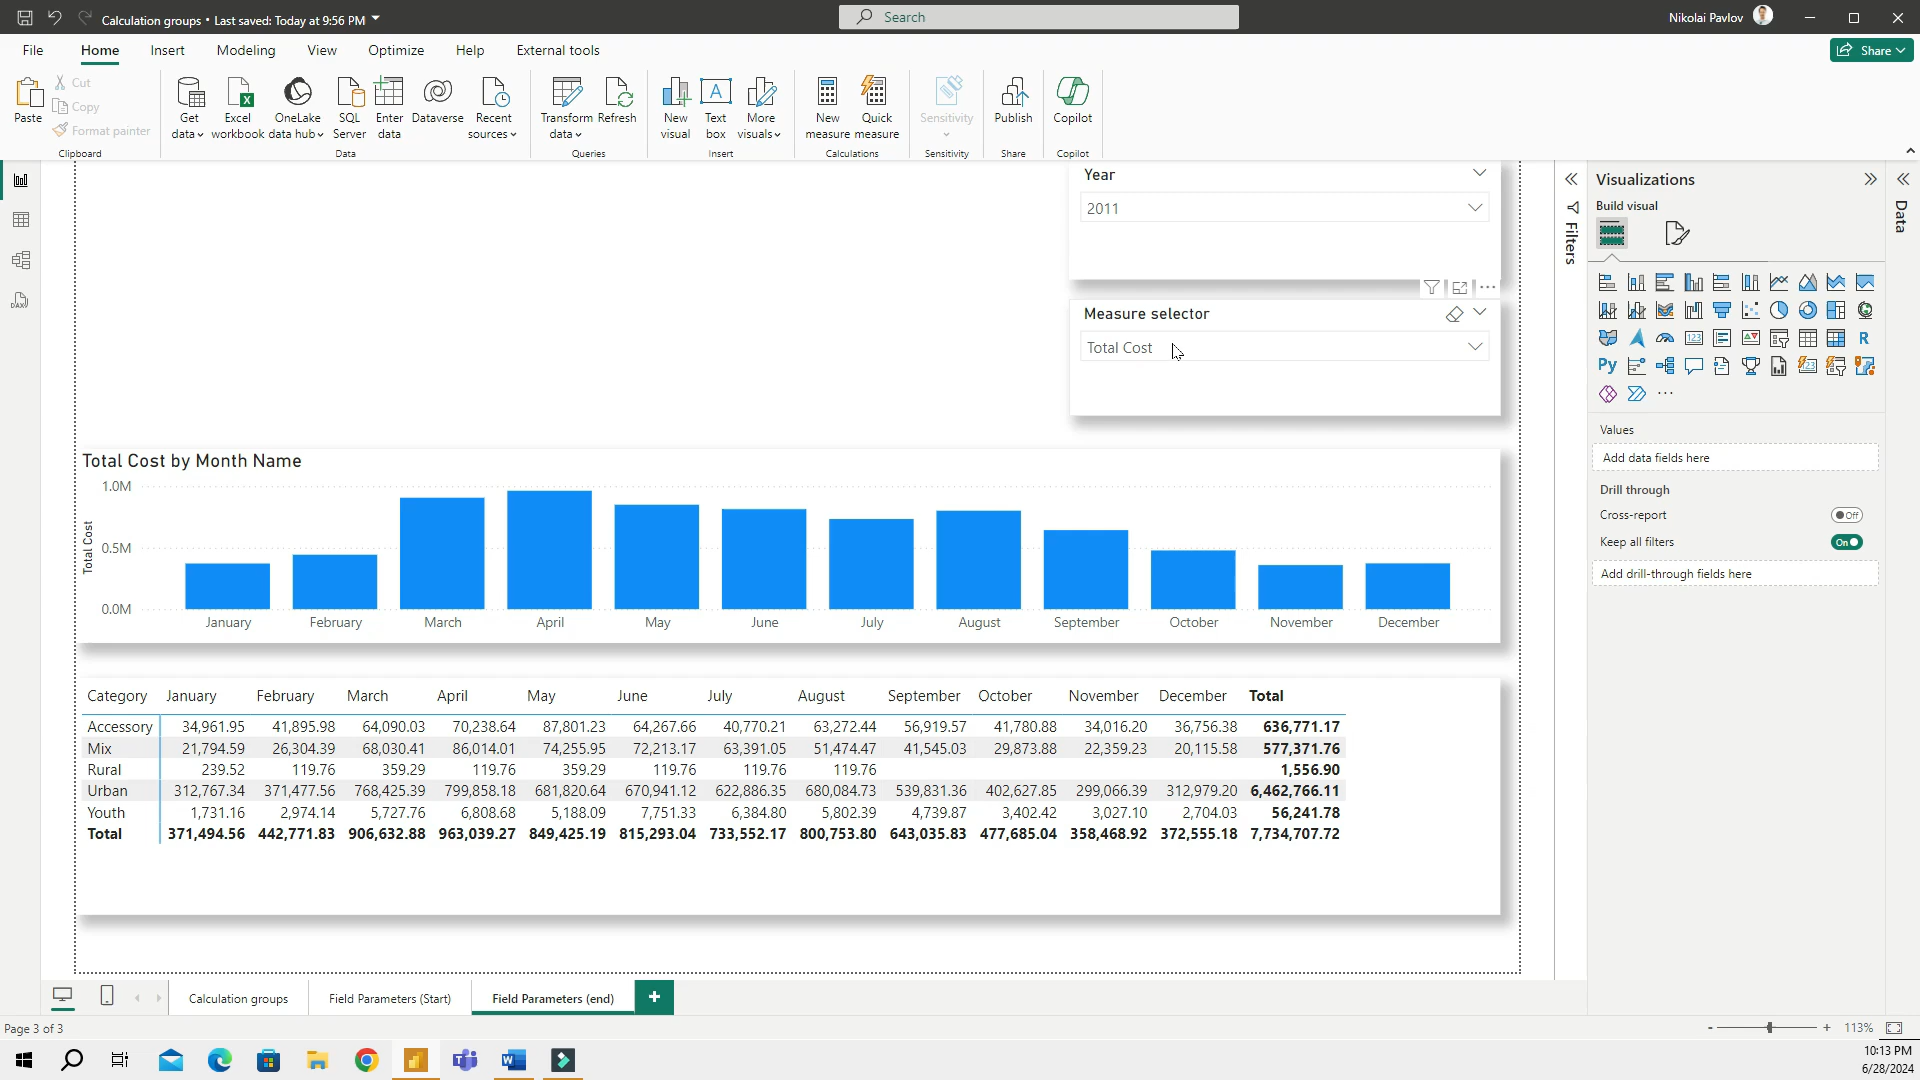 Calculation groups • Last saved: Today at 9:56 PM
Search
Nikolai Pavlov
File Home Insert Modeling View Optimize Help External tools
Share
Paste
Cut
Copy
Format painter
Clipboard
Get data
Excel workbook
OneLake data hub
SQL Server
Enter data
Dataverse
Recent sources
Data
Transform data
Refresh
Queries
New visual
Text box
More visuals
Insert
New measure
Quick measure
Calculations
Sensitivity
Sensitivity
Publish
Share
Copilot
Copilot
Year
2011
Measure selector
Total Cost
Total Cost by Month Name
1.0M
0.5M
0.0M
Total Cost
January February March April May June July August September October November December
Category January February March April May June July August September October November December Total
Accessory 34,961.95 41,895.98 64,090.03 70,238.64 87,801.23 64,267.66 40,770.21 63,272.44 56,919.57 41,780.88 34,016.20 36,756.38 636,771.17
Mix 21,794.59 26,304.39 68,030.41 86,014.01 74,255.95 72,213.17 63,391.05 51,474.47 41,545.03 29,873.88 22,359.23 20,115.58 577,371.76
Rural 239.52 119.76 359.29 119.76 359.29 119.76 119.76 119.76 1,556.90
Urban 312,767.34 371,477.56 768,425.39 799,858.18 681,820.64 670,941.12 622,886.35 680,084.73 539,831.36 402,627.85 299,066.39 312,979.20 6,462,766.11
Youth 1,731.16 2,974.14 5,727.76 6,808.68 5,188.09 7,751.33 6,384.80 5,802.39 4,739.87 3,402.42 3,027.10 2,704.03 56,241.78
Total 371,494.56 442,771.83 906,632.88 963,039.27 849,425.19 815,293.04 733,552.17 800,753.80 643,035.83 477,685.04 358,468.92 372,555.18 7,734,707.72
Filters
Visualizations
Build visual
R
Py
Values
Add data fields here
Drill through
Cross-report
Off
Keep all filters
On
Add drill-through fields here
Data
Calculation groups
Field Parameters (Start)
Field Parameters (end)
Page 3 of 3
113%
10:13 PM
6/28/2024